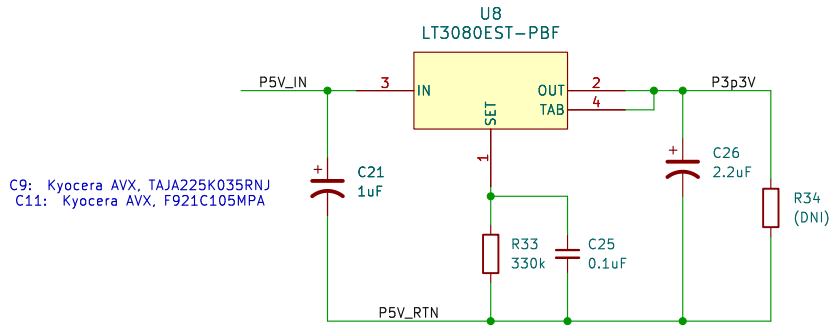 U8
LT3080EST-PBF
P5V_IN
3
IN
OUT
2
P3p3V
TAB
4
SET
1
+
C21
1uF
+
C26
2.2uF
C9: Kyocera AVX, TAJA225K035RNJ
C11: Kyocera AVX, F921C105MPA
R34
(DNI)
R33
330k
C25
0.1uF
P5V_RTN